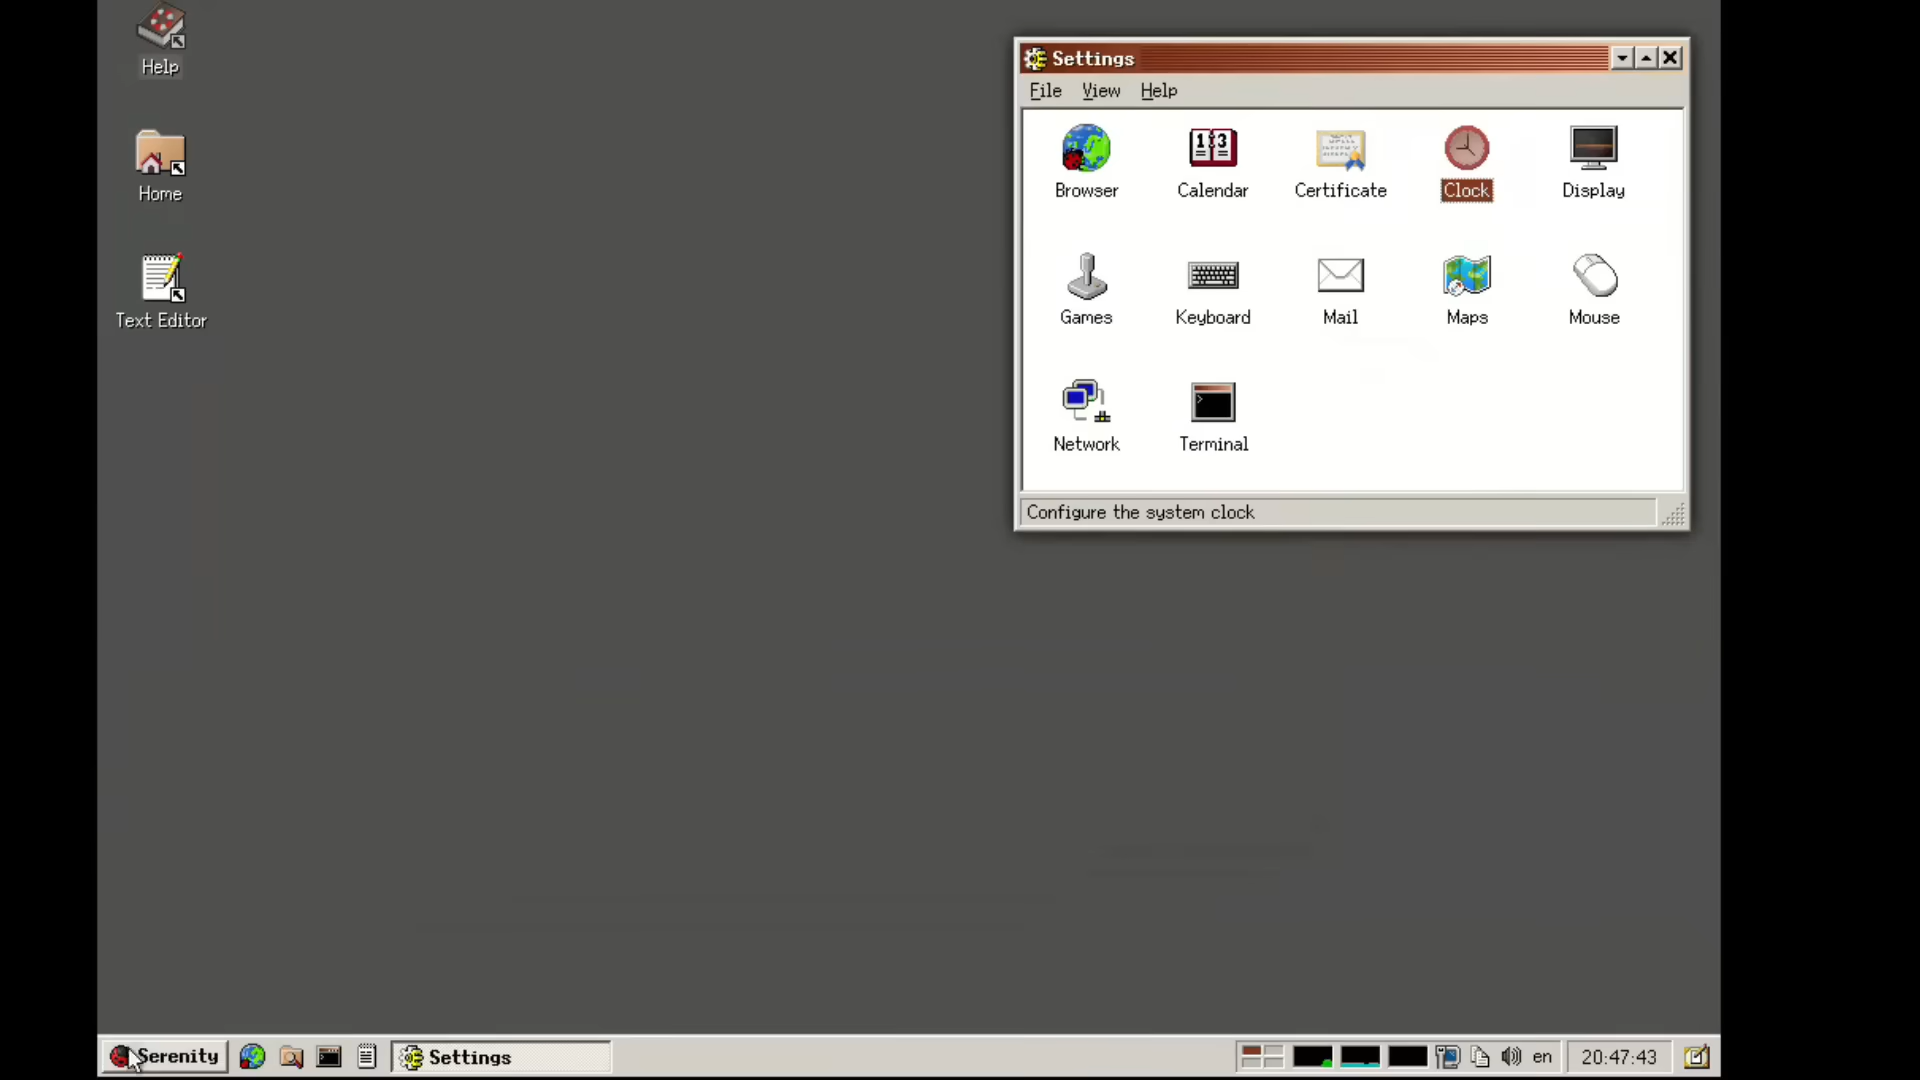 Help
Home
Text Editor
Settings
File View Help
Browser Calendar Certificate Clock Display
Games Keyboard Mail Maps Mouse
Network Terminal
Configure the system clock
Serenity Settings en 20:47:43